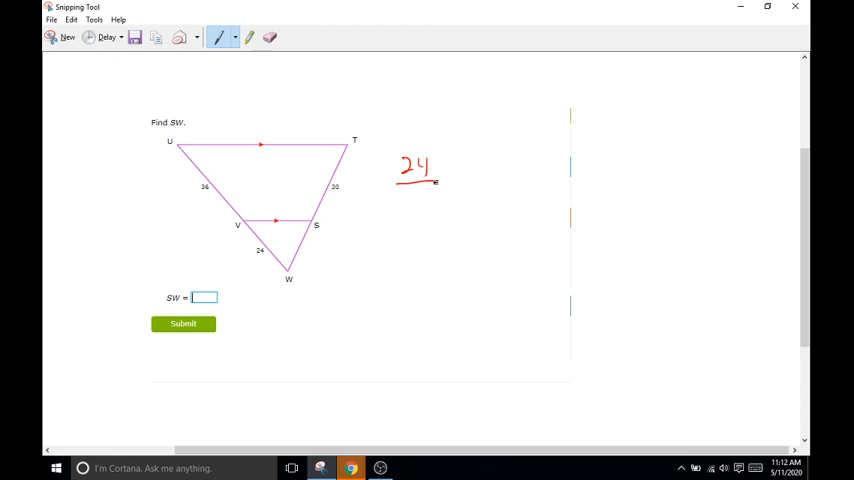 Snipping Tool
File Edit Tools Help
New Delay
Find SW.
U
T
24
36
30
V
S
24
W
SW =
Submit
I'm Cortana. Ask me anything.
11:12 AM
5/11/2020